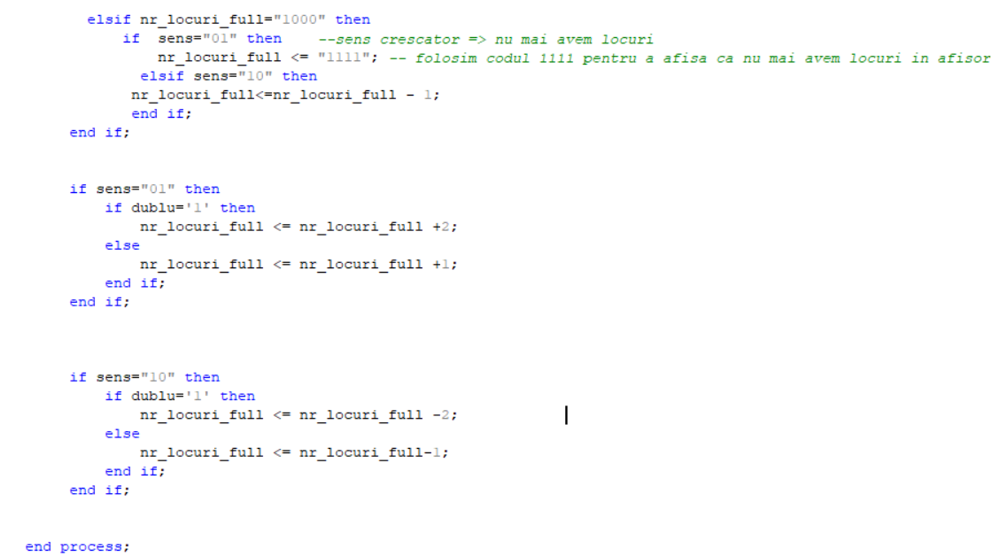 elsif nr_locuri_full="1000" then
if sens="01" then --sens crescator => nu mai avem locuri
nr_locuri_full <= "1111"; -- folosim codul 1111 pentru a afisa ca nu mai avem locuri in afisor
elsif sens="10" then
nr_locuri_full<=nr_locuri_full - 1;
end if;
end if;
if sens="01" then
if dublu='1' then
nr_locuri_full <= nr_locuri_full +2;
else
nr_locuri_full <= nr_locuri_full +1;
end if;
end if;
if sens="10" then
if dublu='1' then
nr_locuri_full <= nr_locuri_full -2;
else
nr_locuri_full <= nr_locuri_full-1;
end if;
end if;
end process;